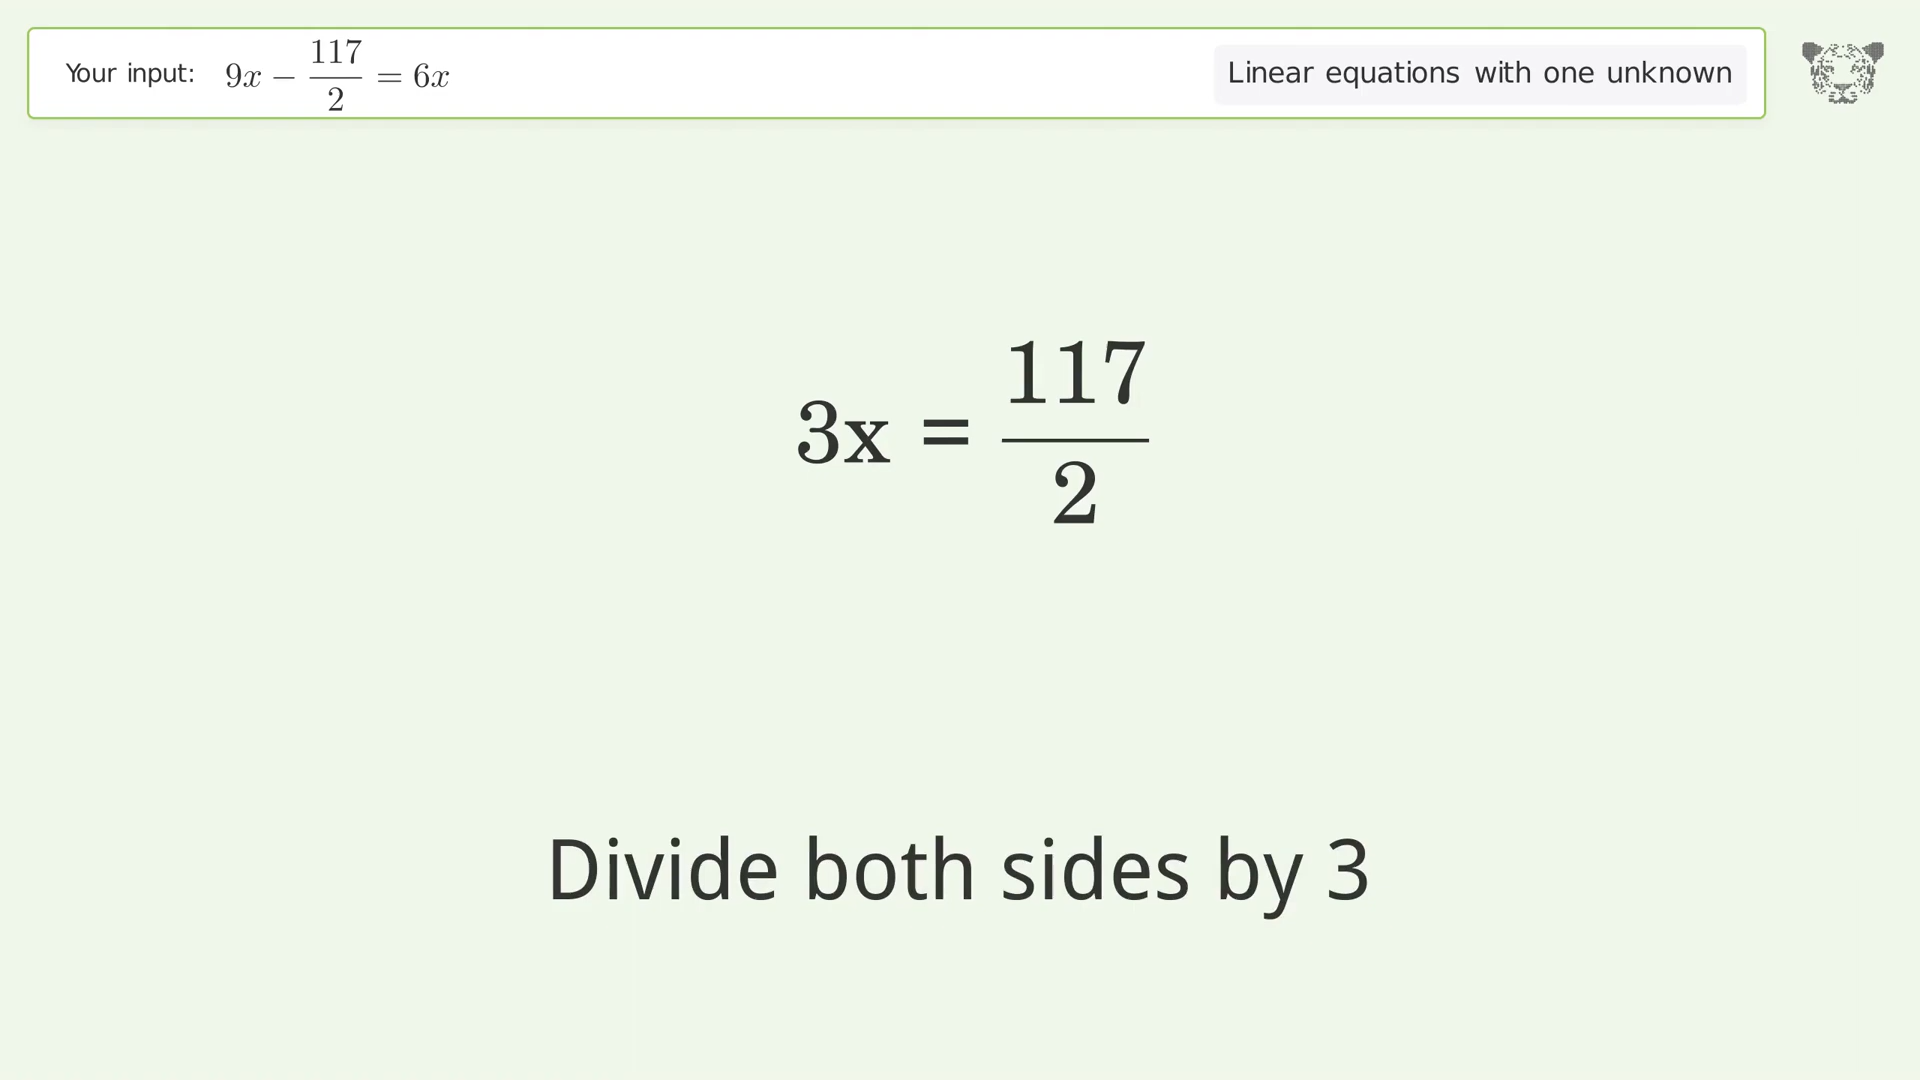 Your input: 9x − 117/2 = 6x
Linear equations with one unknown
3x = 117/2
Divide both sides by 3